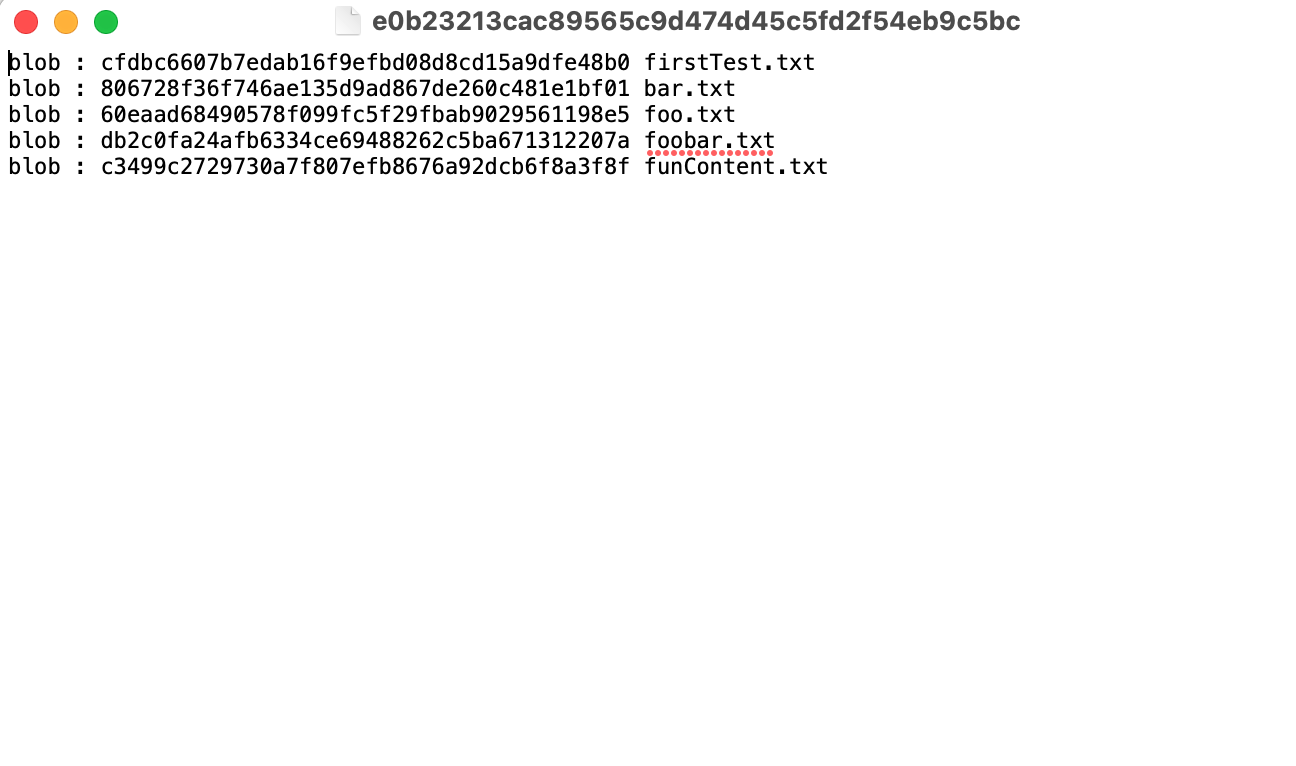 e0b23213cac89565c9d474d45c5fd2f54eb9c5bc
blob : cfdbc6607b7edab16f9efbd08d8cd15a9dfe48b0 firstTest.txt
blob : 806728f36f746ae135d9ad867de260c481e1bf01 bar.txt
blob : 60eaad68490578f099fc5f29fbab9029561198e5 foo.txt
blob : db2c0fa24afb6334ce69488262c5ba671312207a foobar.txt
blob : c3499c2729730a7f807efb8676a92dcb6f8a3f8f funContent.txt